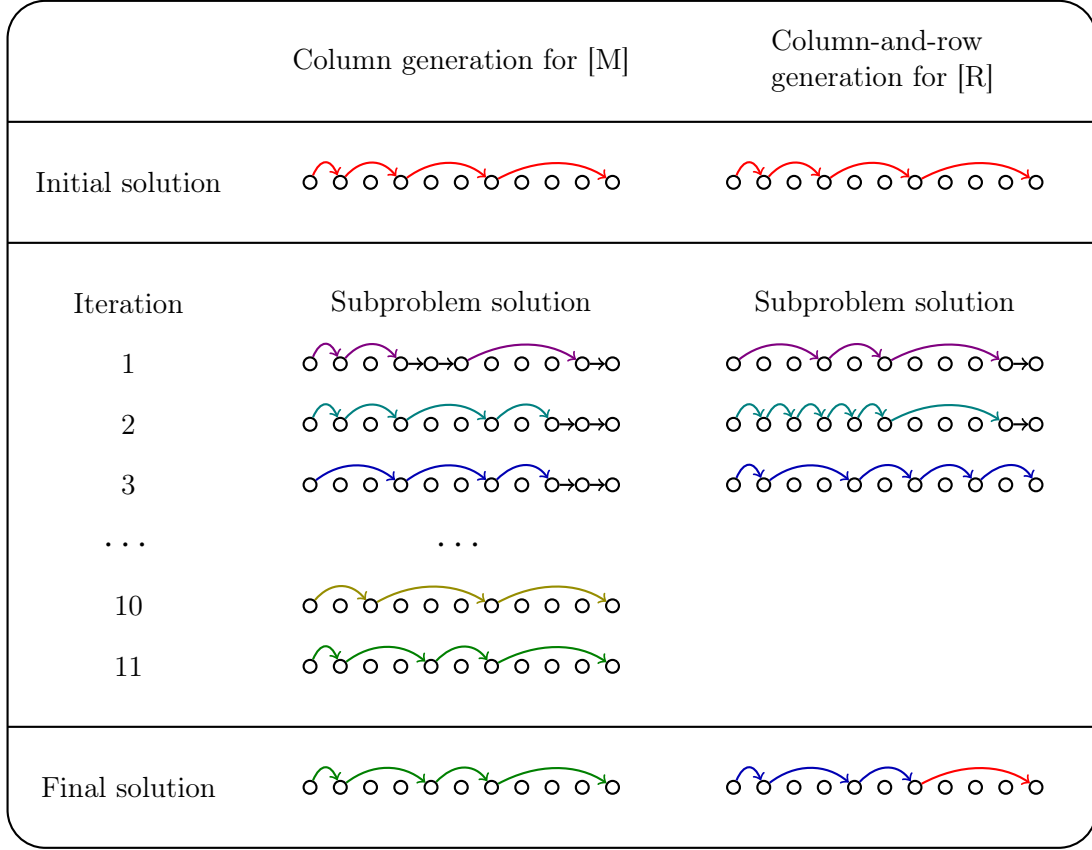 Column generation for [M]
Column-and-row
generation for [R]
Initial solution
Iteration Subproblem solution Subproblem solution
1
2
3
... ...
10
11
Final solution